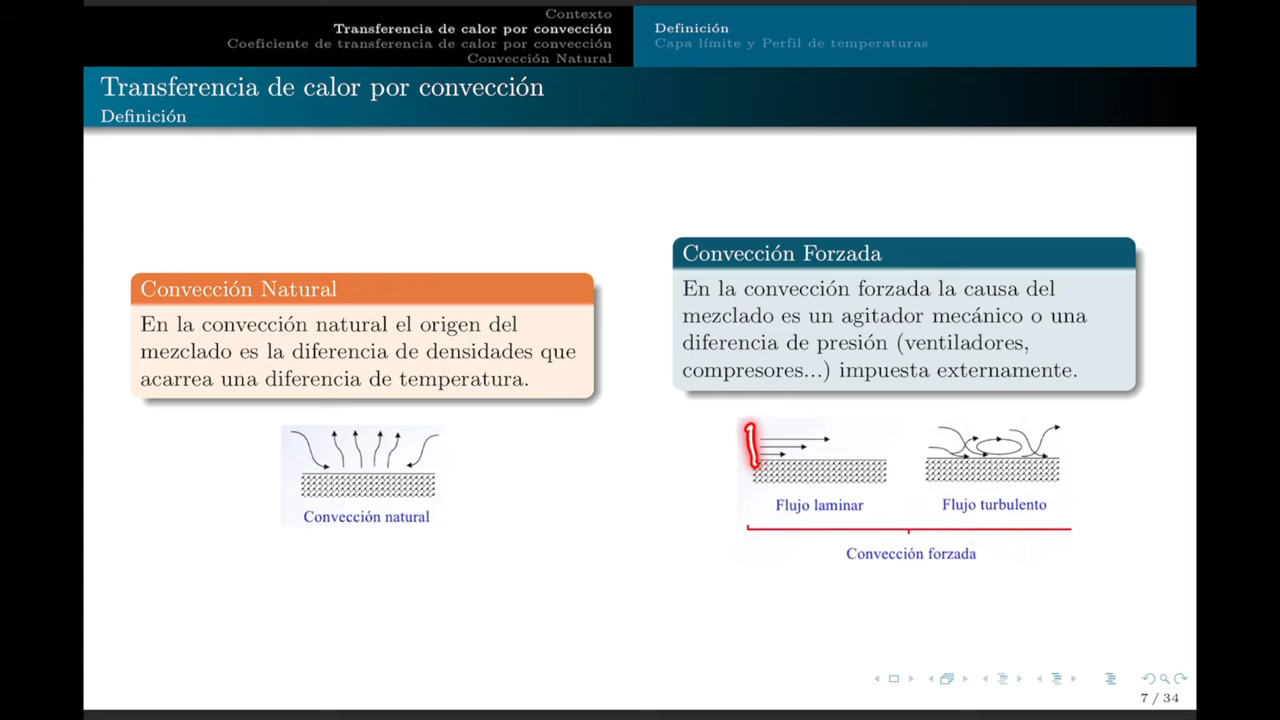 Contexto
Transferencia de calor por convección
Coeficiente de transferencia de calor por convección
Convección Natural
Definición
Capa límite y Perfil de temperaturas
Transferencia de calor por convección
Definición
Convección Natural
En la convección natural el origen del
mezclado es la diferencia de densidades que
acarrea una diferencia de temperatura.
Convección natural
Convección Forzada
En la convección forzada la causa del
mezclado es un agitador mecánico o una
diferencia de presión (ventiladores,
compresores...) impuesta externamente.
Flujo laminar
Flujo turbulento
Convección forzada
7 / 34